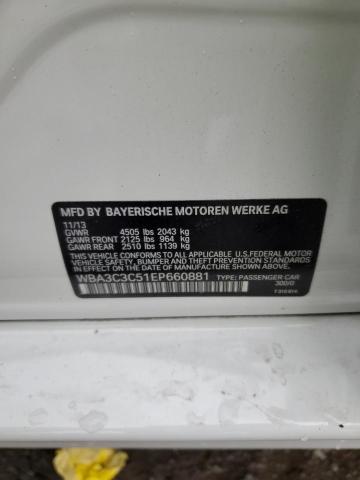 MFD BY BAYERISCHE MOTOREN WERKE AG
11/13
GVWR 4505 lbs 2043 kg
GAWR FRONT 2125 lbs 964 kg
GAWR REAR 2510 lbs 1139 kg
THIS VEHICLE CONFORMS TO ALL APPLICABLE U.S.FEDERAL MOTOR
VEHICLE SAFETY, BUMPER AND THEFT PREVENTION STANDARDS
IN EFFECT ON THE DATE OF MANUFACTURE SHOWN ABOVE.
WBA3C3C51EP660881 TYPE: PASSENGER CAR
300/0